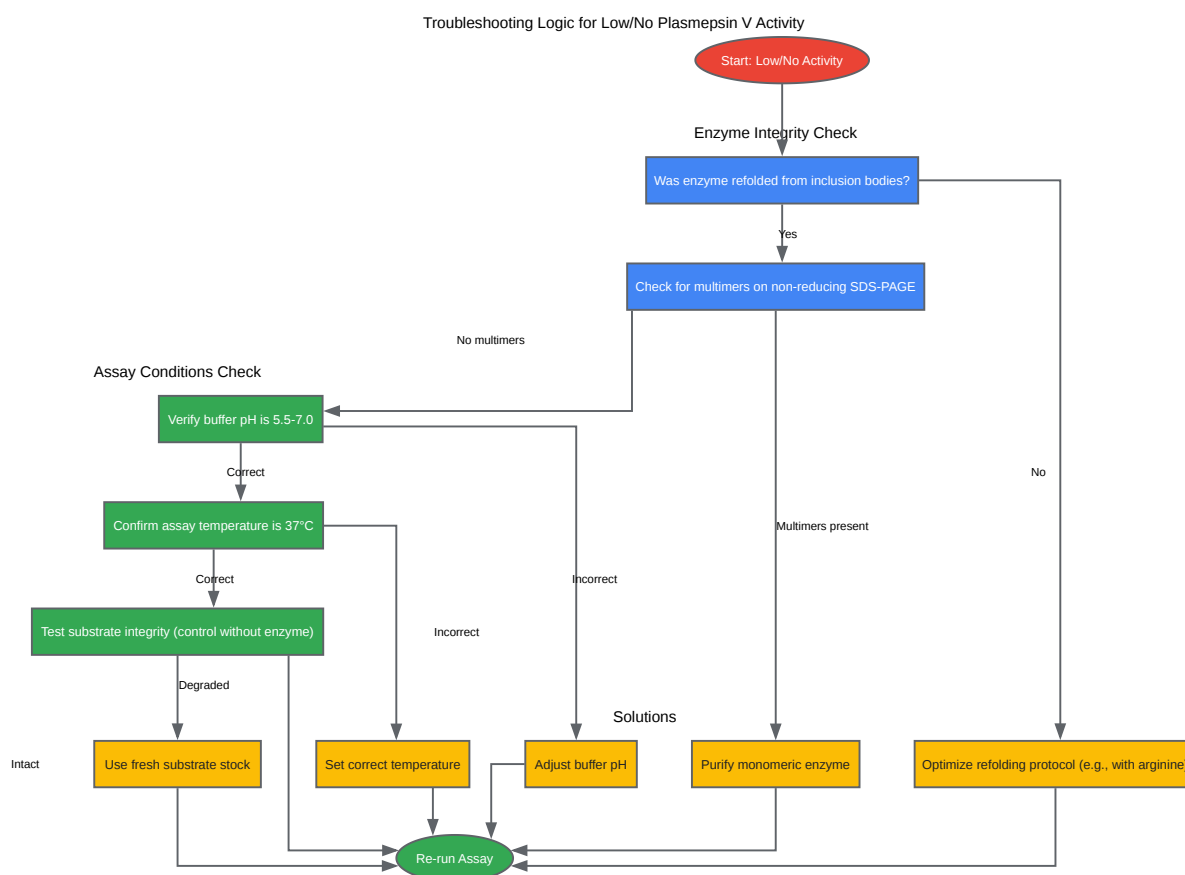 Troubleshooting Logic for Low/No Plasmepsin V Activity
Start: Low/No Activity
Enzyme Integrity Check
Was enzyme refolded from inclusion bodies?
Yes
Check for multimers on non-reducing SDS-PAGE
No multimers
Assay Conditions Check
Verify buffer pH is 5.5-7.0
Correct
No
Confirm assay temperature is 37°C
Multimers present
Correct
Incorrect
Test substrate integrity (control without enzyme)
Incorrect
Degraded
Solutions
Intact
Use fresh substrate stock
Set correct temperature
Adjust buffer pH
Purify monomeric enzyme
Optimize refolding protocol (e.g., with arginine)
Re-run Assay